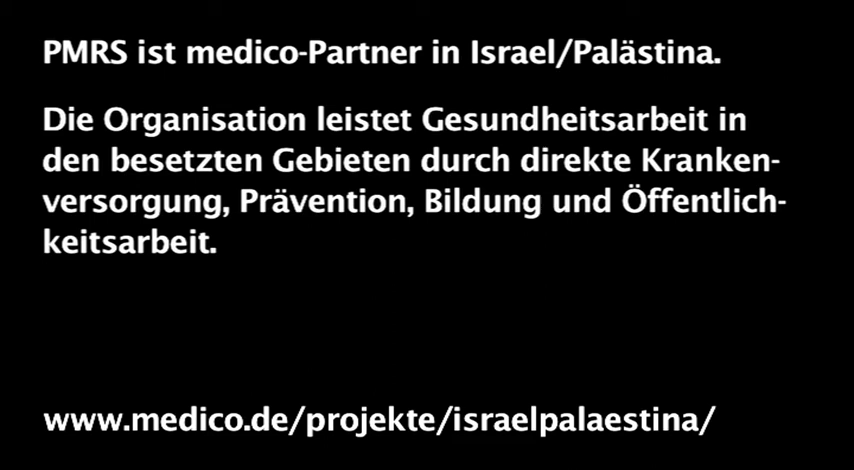 PMRS ist medico-Partner in Israel/Palästina.
Die Organisation leistet Gesundheitsarbeit in
den besetzten Gebieten durch direkte Kranken-
versorgung, Prävention, Bildung und Öffentlich-
keitsarbeit.
www.medico.de/projekte/israelpalaestina/